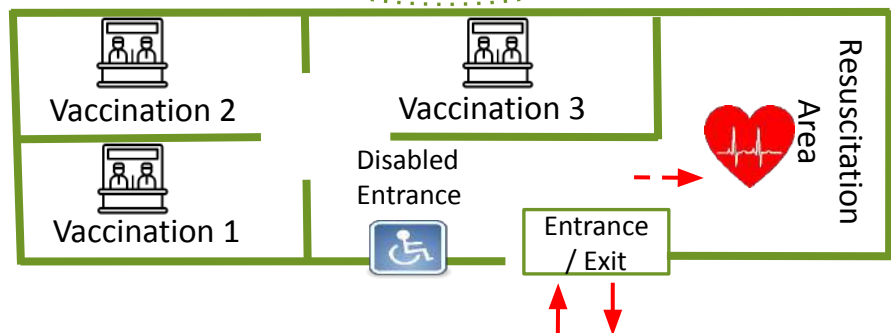 Vaccination 2
Vaccination 3
Resuscitation
Area
Disabled
Entrance
Vaccination 1
Entrance
/ Exit